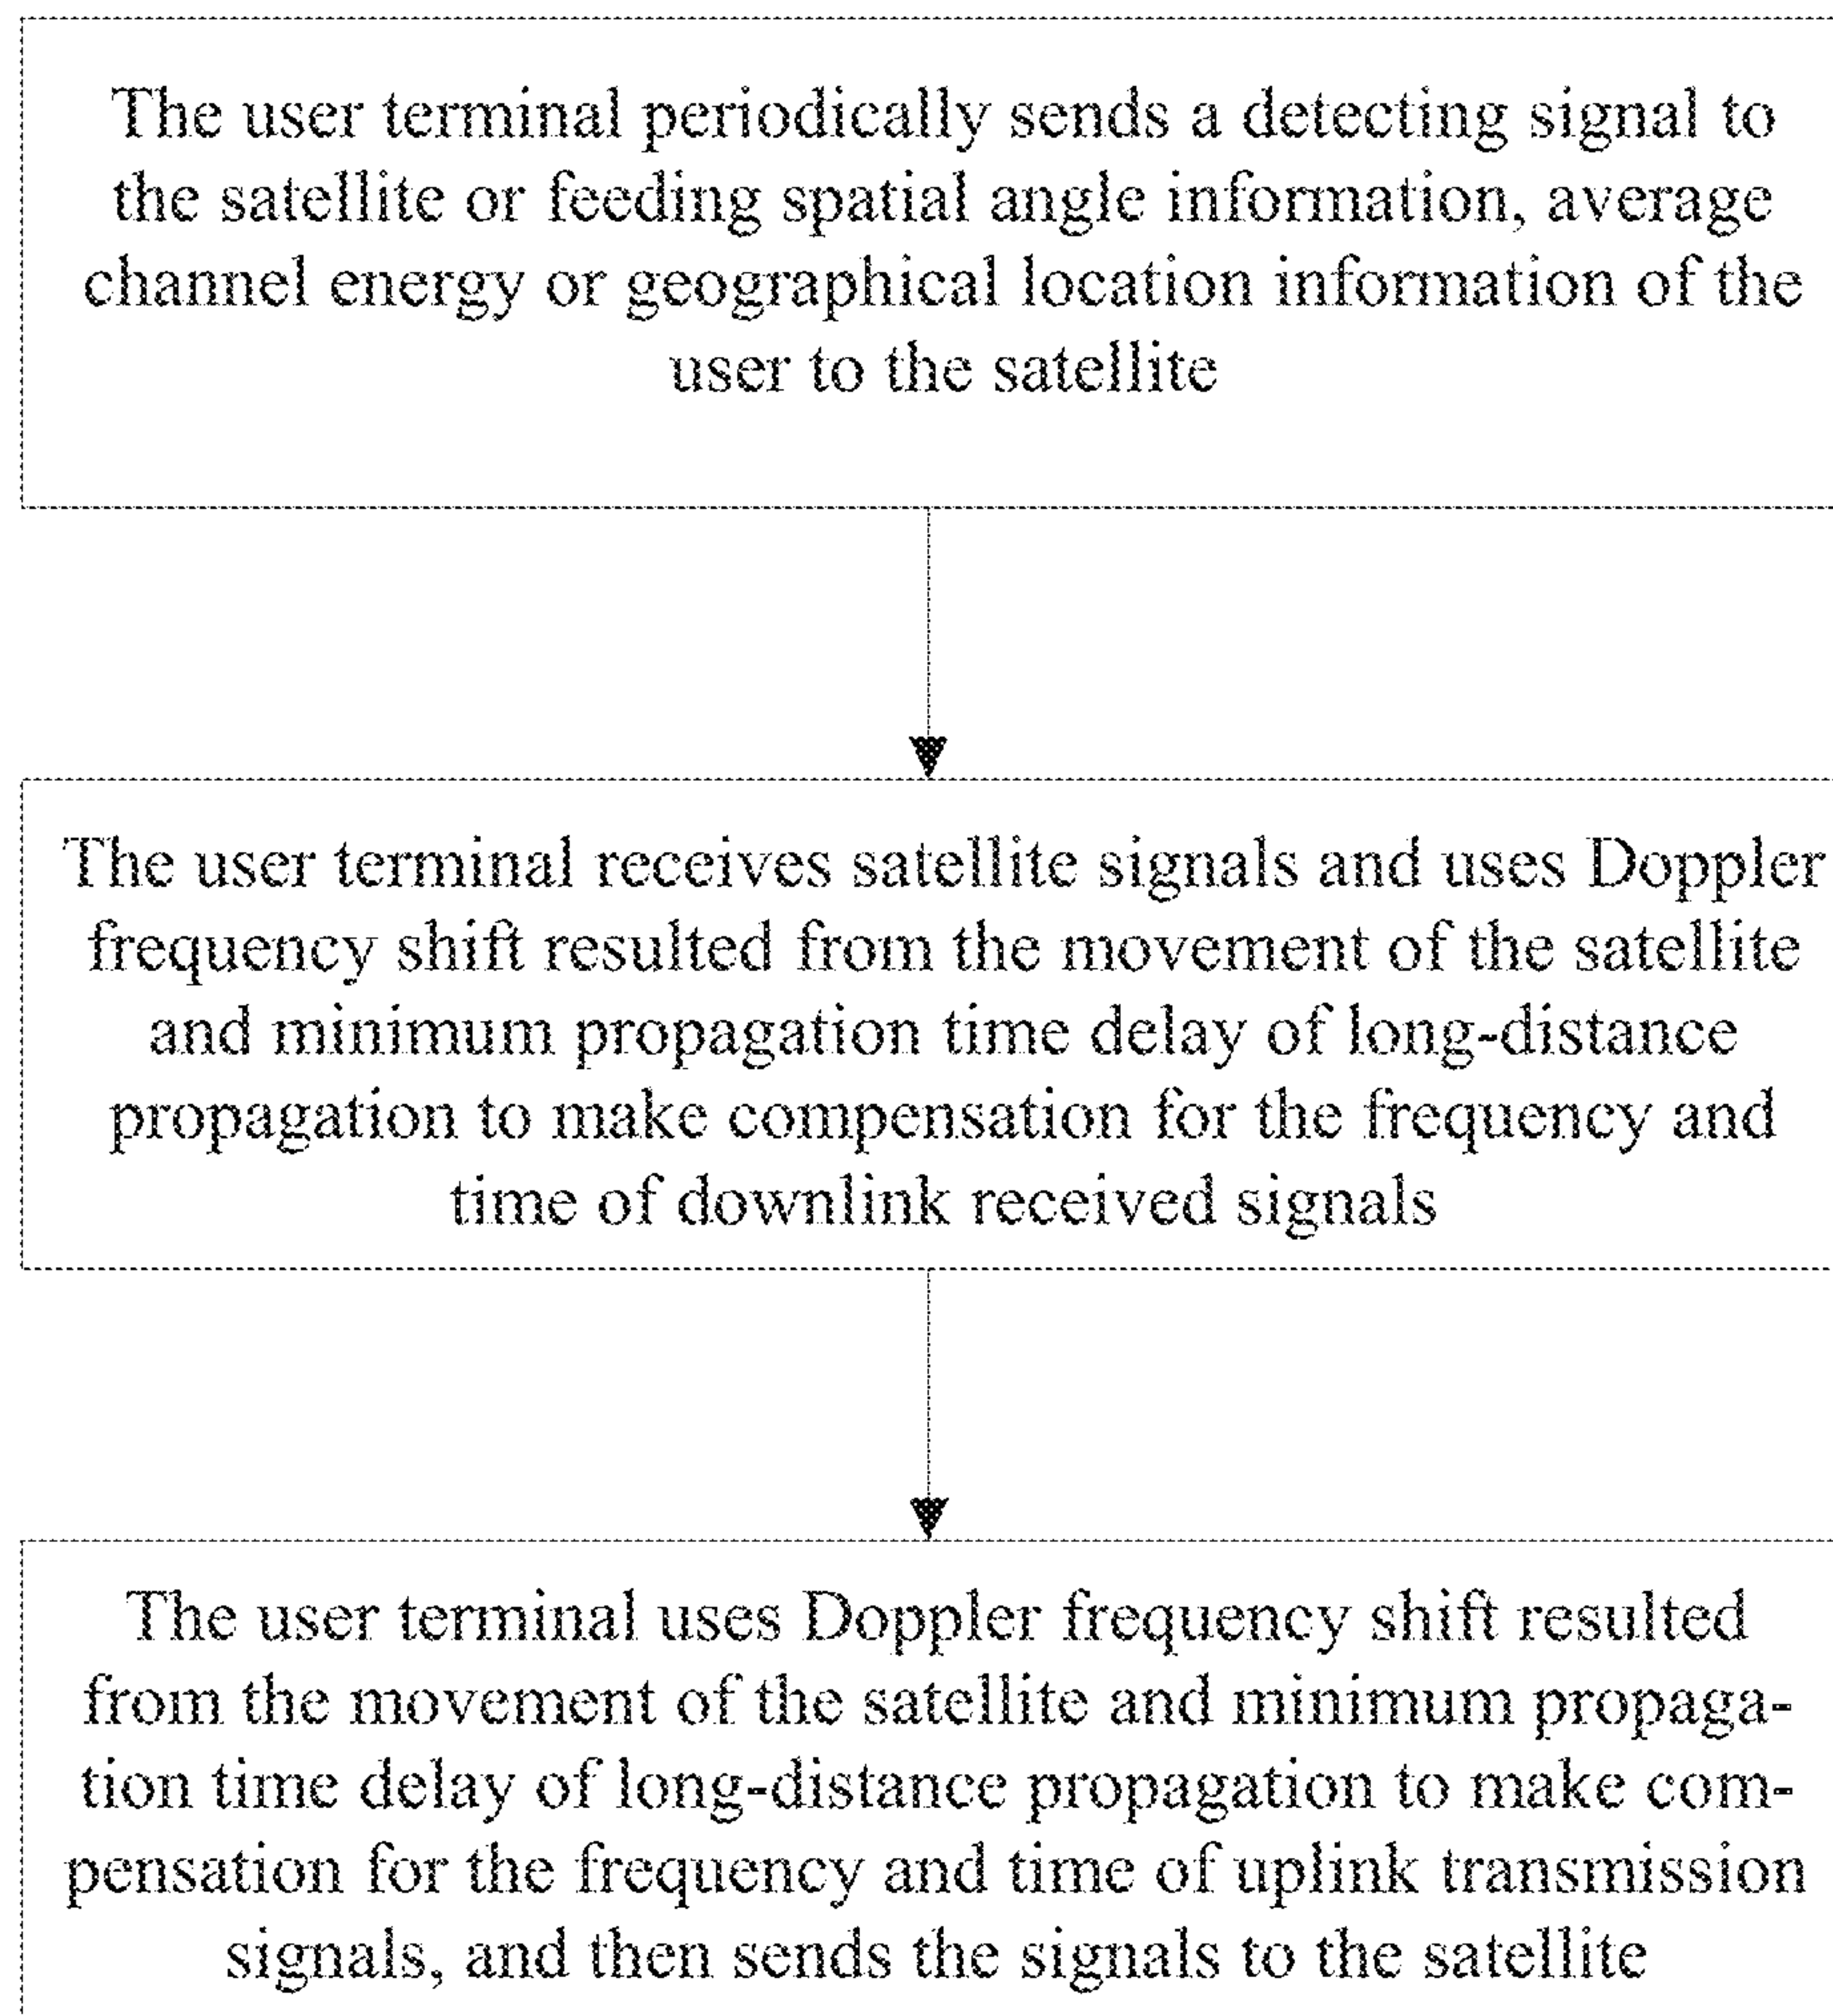 The user terminal periodically sends a detecting signal to
the satellite or feeding spatial angle information, average
channel energy or geographical location information of the
user to the satellite
The user terminal receives satellite signals and uses Doppler
frequency shift resulted from the movement of the satellite
and minimum propagation time delay of long-distance
propagation to make compensation for the frequency and
time of downlink received signals
The user terminal uses Doppler frequency shift resulted
from the movement of the satellite and minimum propaga-
tion time delay of long-distance propagation to make com-
pensation for the frequency and time of uplink transmission
signals, and then sends the signals to the satellite